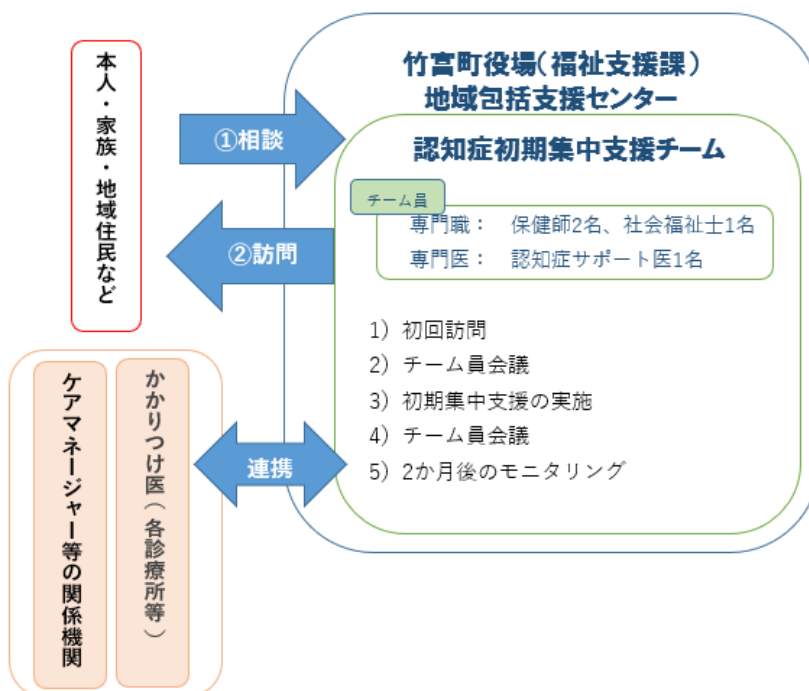 本人・家族・地域住民など
①相談
②訪問
竹富町役場（福祉支援課）
地域包括支援センター
認知症初期集中支援チーム
チーム員
専門職：　保健師2名、社会福祉士1名
専門医：　認知症サポート医1名
1）初回訪問
2）チーム員会議
3）初期集中支援の実施
4）チーム員会議
5）2か月後のモニタリング
連携
かかりつけ医（各診療所等）
ケアマネージャー等の関係機関